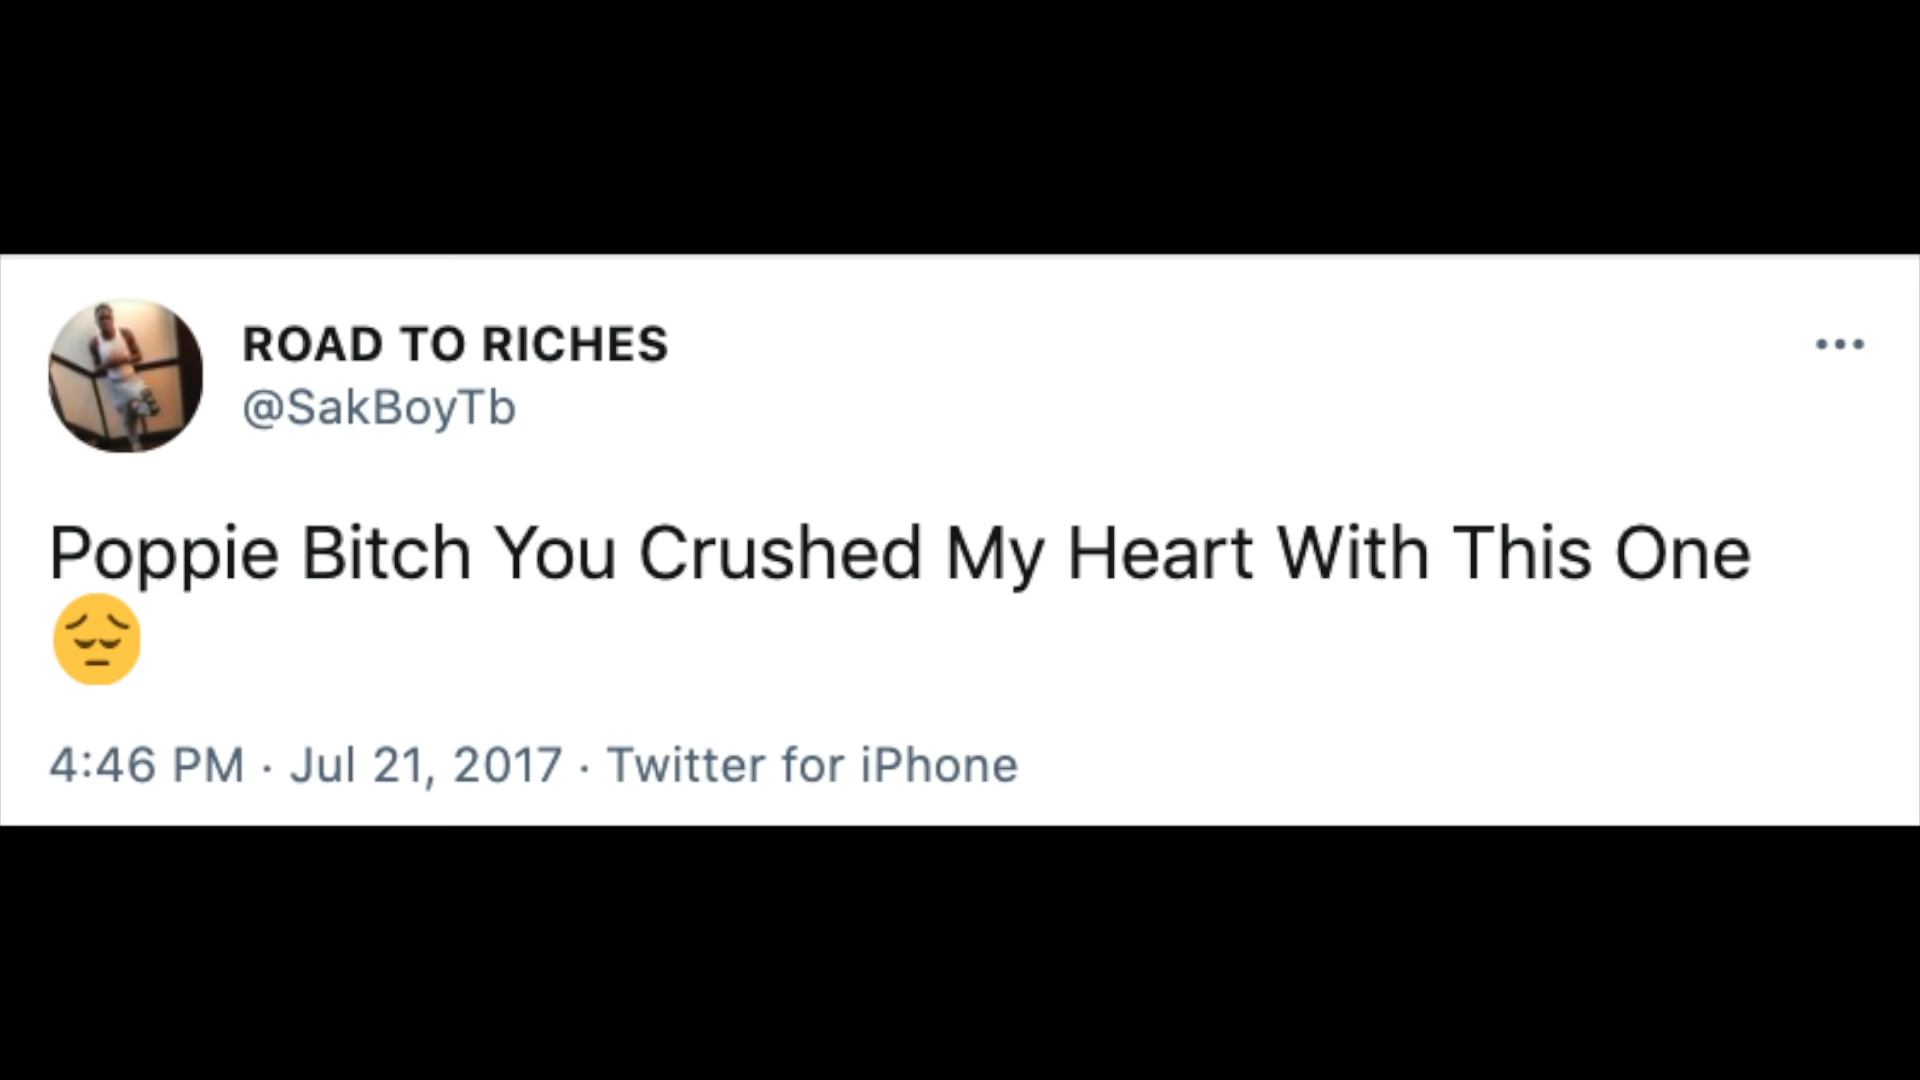 ROAD TO RICHES
@SakBoyTb
Poppie Bitch You Crushed My Heart With This One
😔
4:46 PM · Jul 21, 2017 · Twitter for iPhone